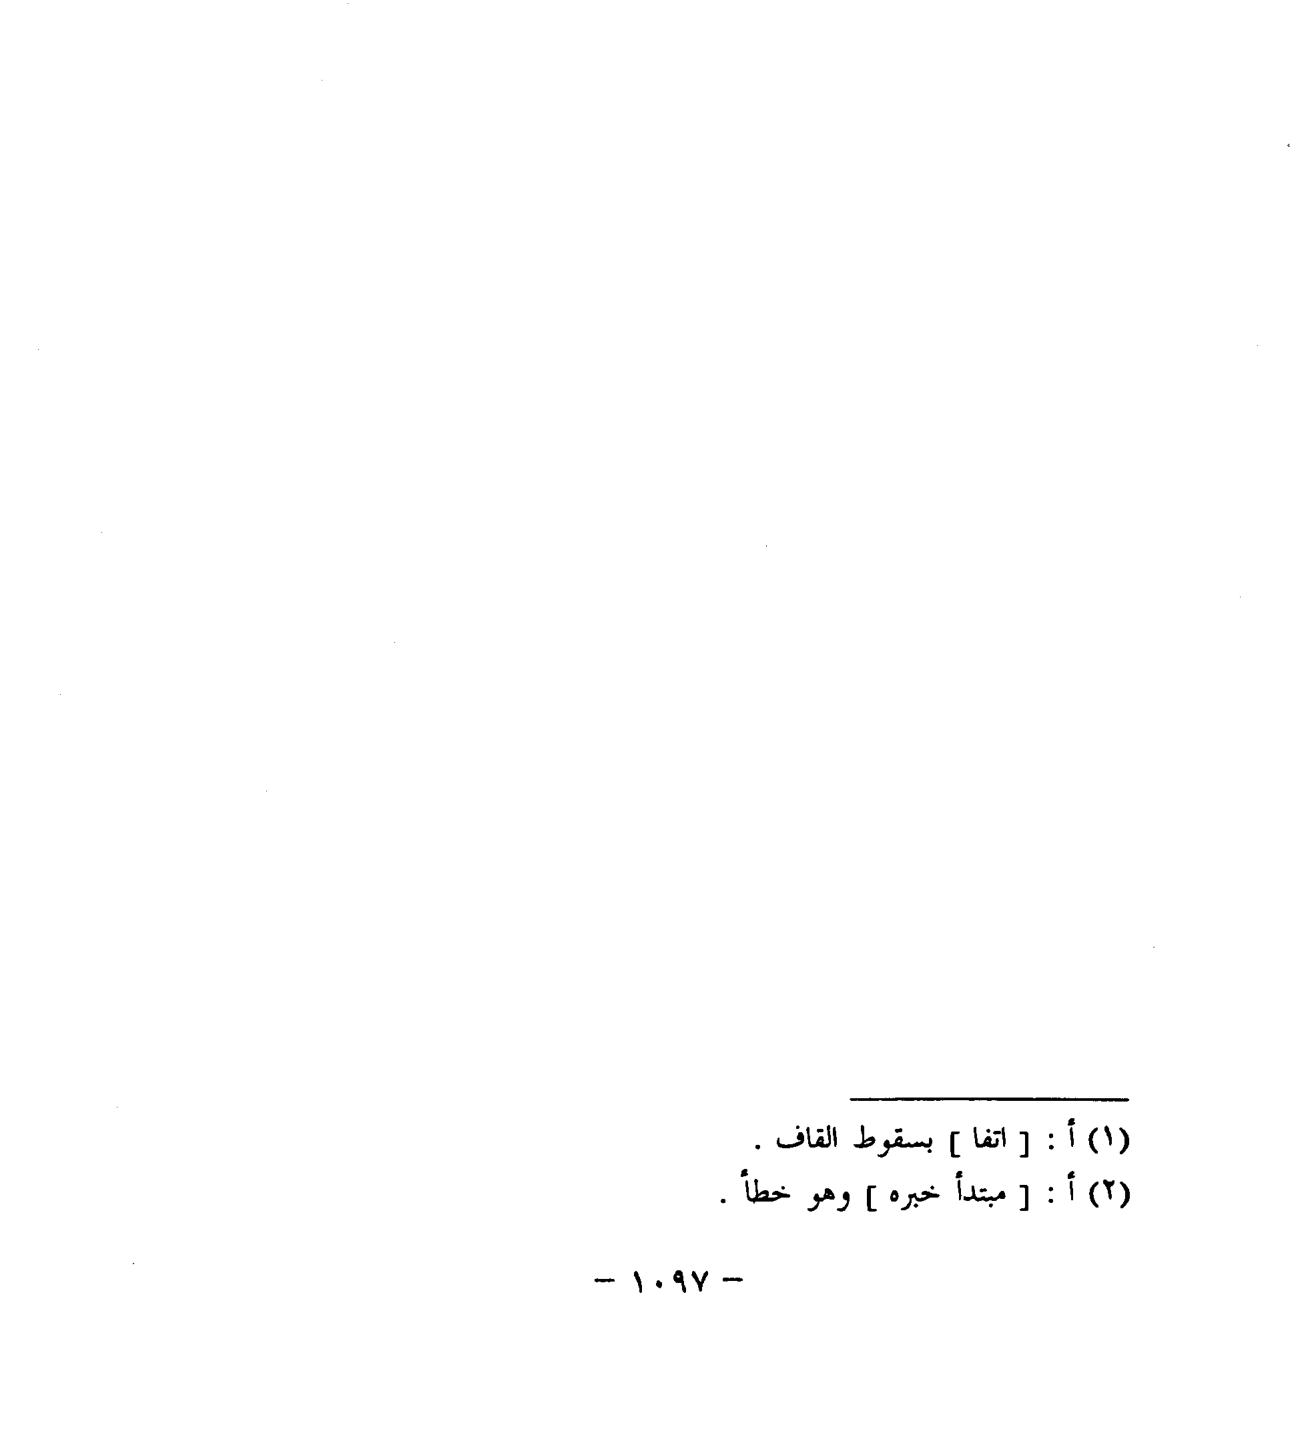 (١) أ : [ اتفا ] بسقوط القاف .
(٢) أ : [ مبتدأ خبره ] وهو خطأ .
– ١٠٩٧ –